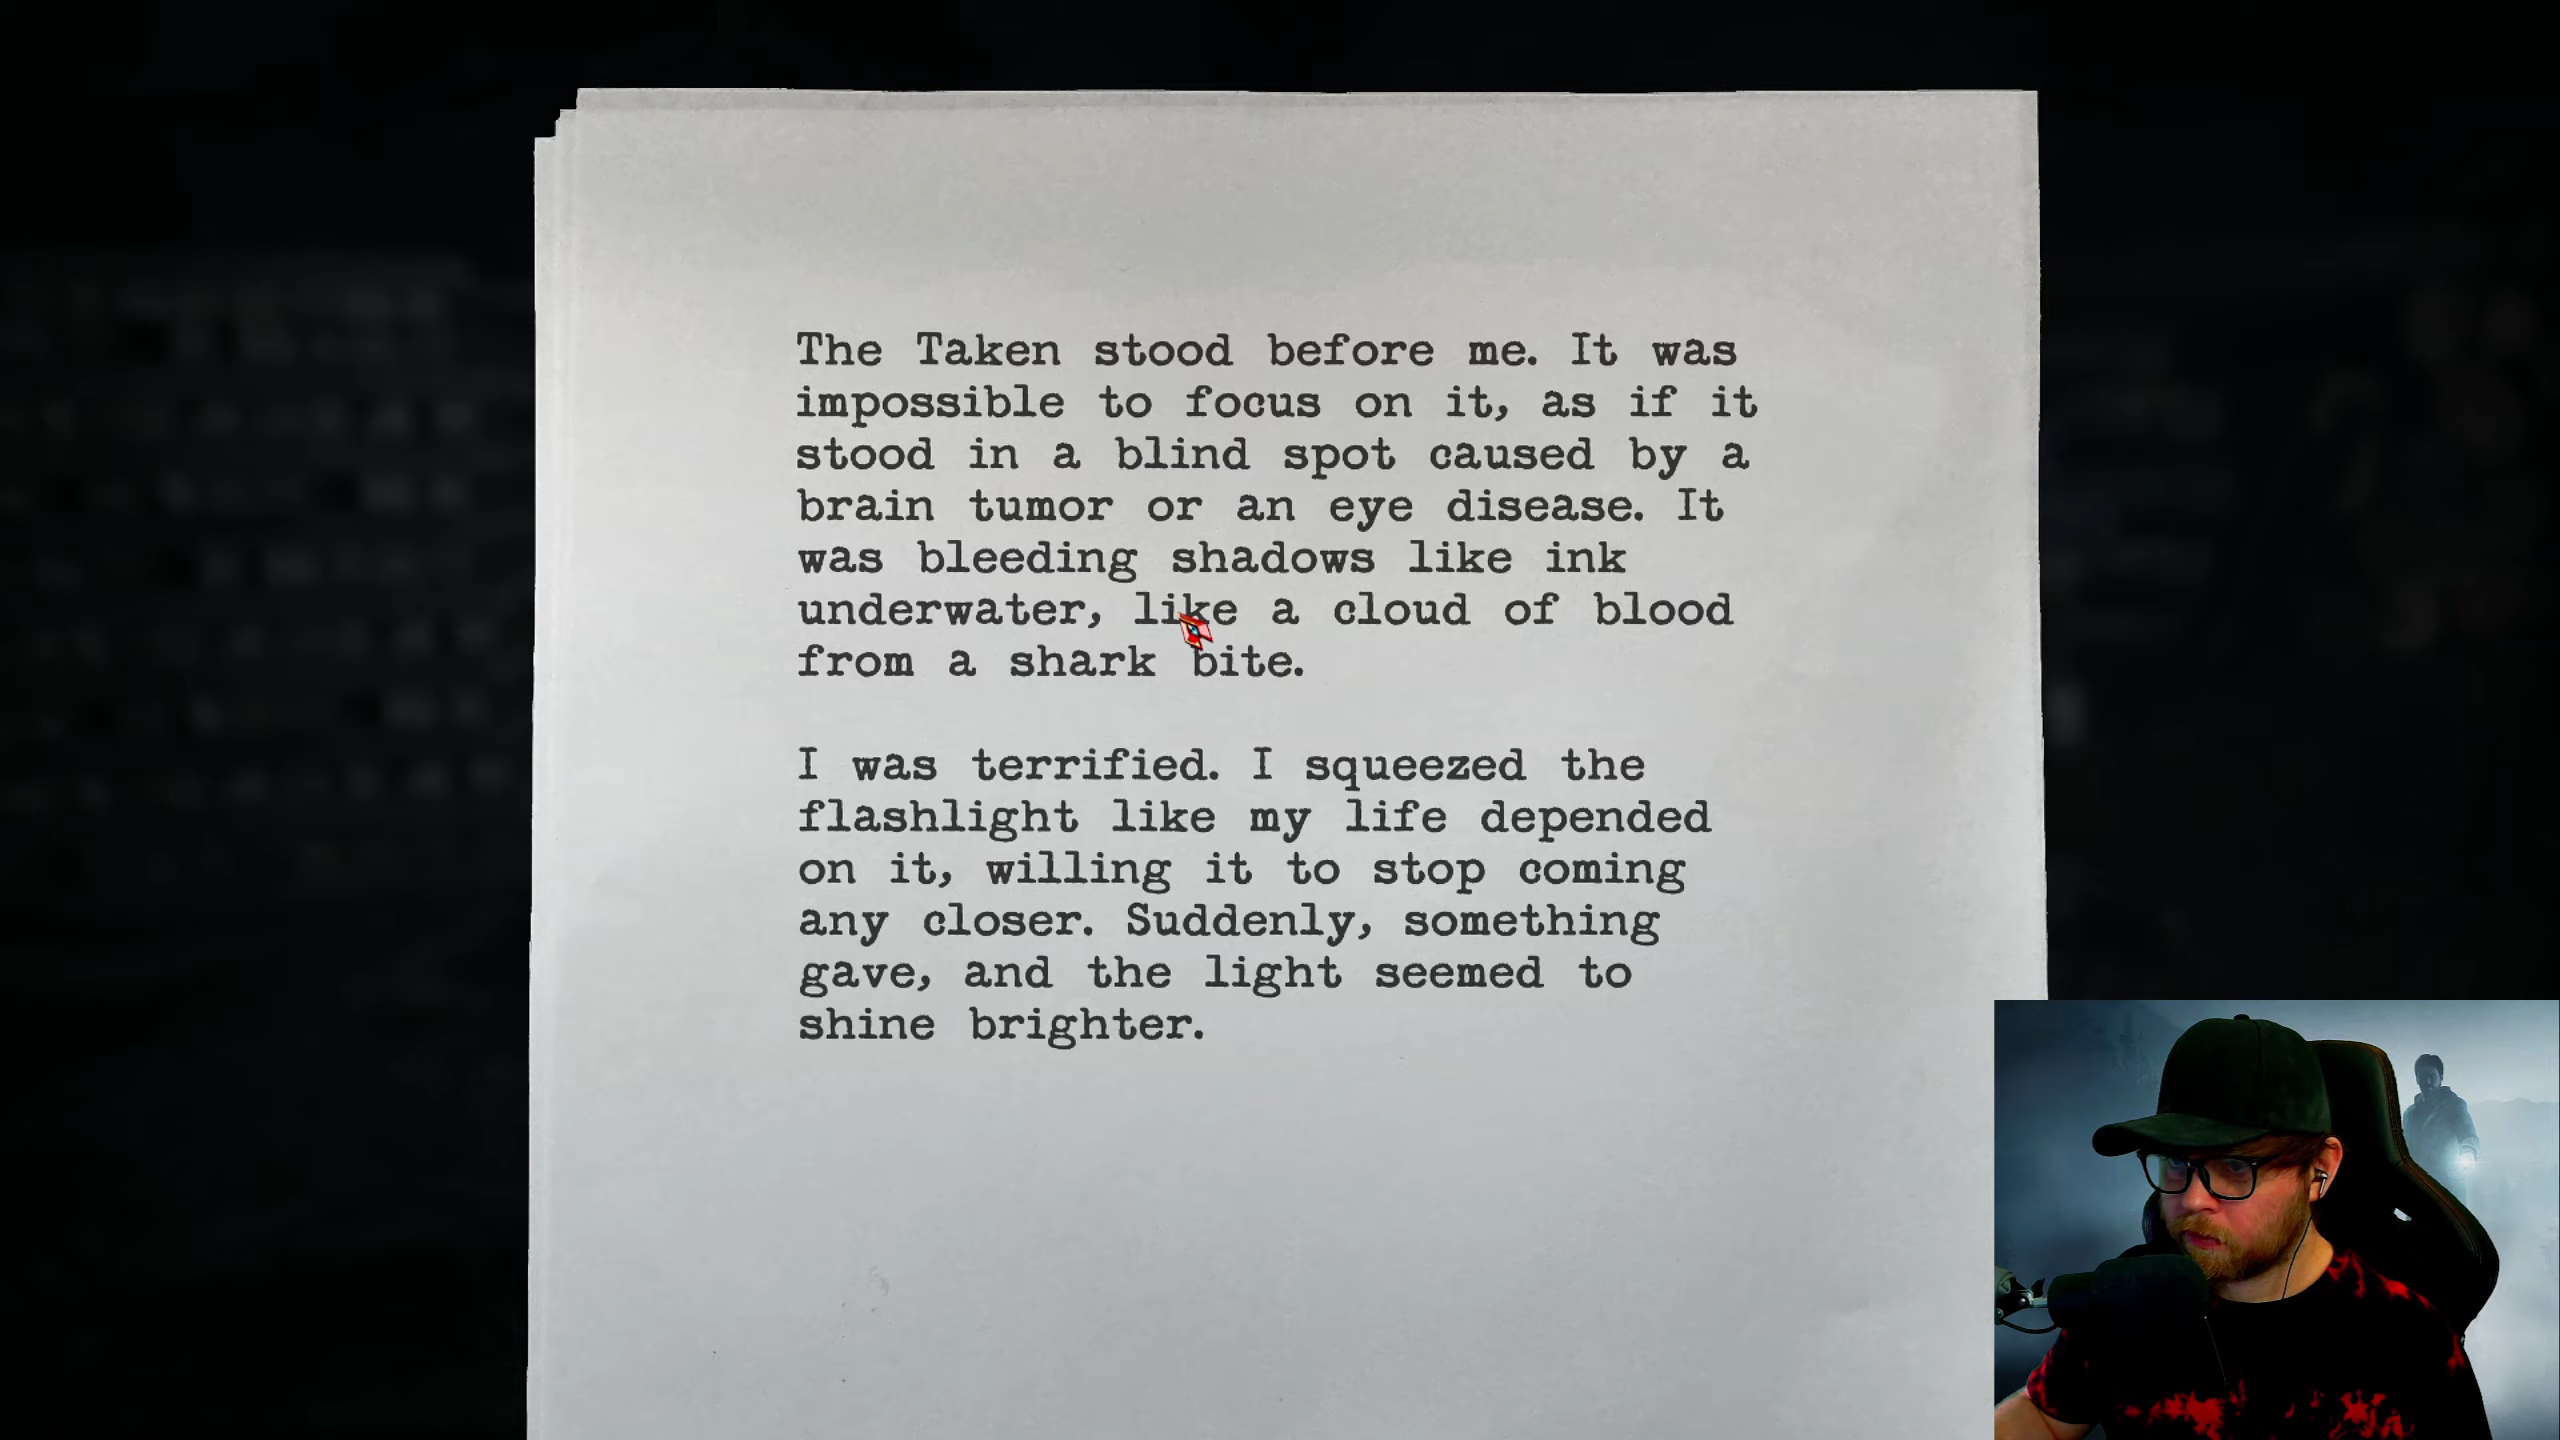 The Taken stood before me. It was
impossible to focus on it, as if it
stood in a blind spot caused by a
brain tumor or an eye disease. It
was bleeding shadows like ink
underwater, like a cloud of blood
from a shark bite.
I was terrified. I squeezed the
flashlight like my life depended
on it, willing it to stop coming
any closer. Suddenly, something
gave, and the light seemed to
shine brighter.